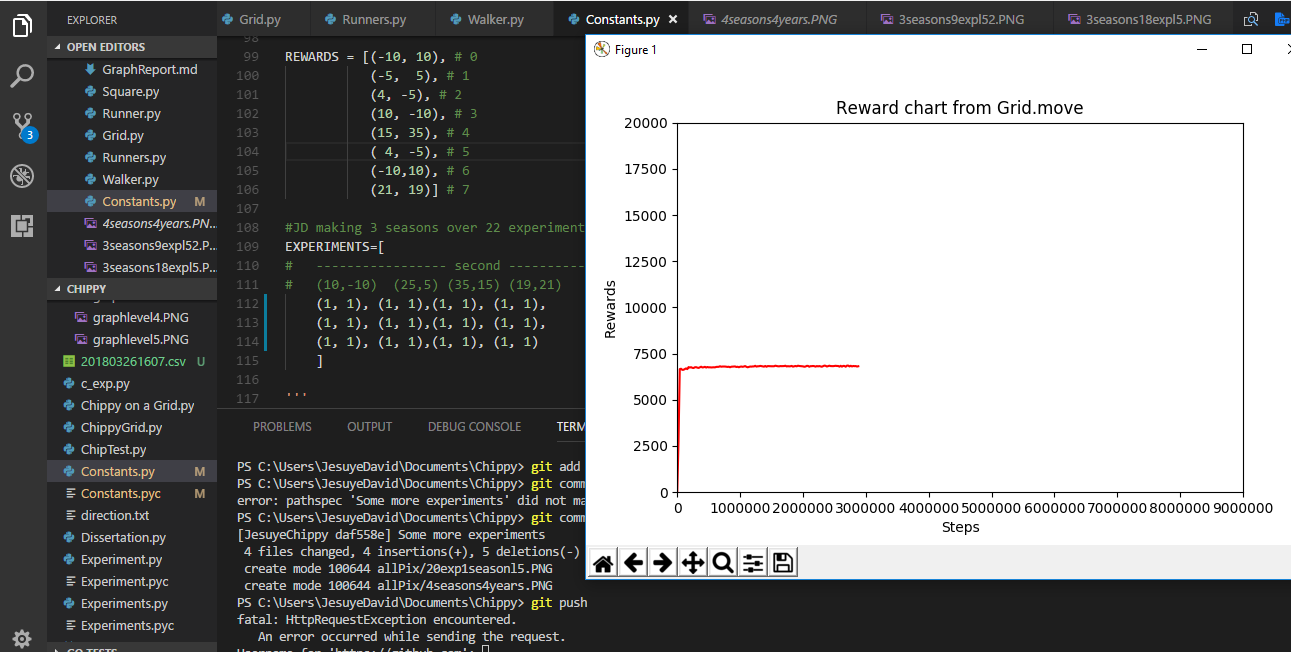 EXPLORER
OPEN EDITORS
GraphReport.md
Square.py
Runner.py
Grid.py
Runners.py
Walker.py
Constants.py M
4seasons4years.PN...
3seasons9expl52.P...
3seasons18expl5.P...
CHIPPY
graphlevel4.PNG
graphlevel5.PNG
201803261607.csv U
c_exp.py
Chippy on a Grid.py
ChippyGrid.py
ChipTest.py
Constants.py M
Constants.pyc M
direction.txt
Dissertation.py
Experiment.py
Experiment.pyc
Experiments.py
Experiments.pyc
3
Grid.py Runners.py Walker.py Constants.py × 4seasons4years.PNG 3seasons9expl52.PNG 3seasons18expl5.PNG
98
99 REWARDS = [(-10, 10), # 0
100 (-5, 5), # 1
101 (4, -5), # 2
102 (10, -10), # 3
103 (15, 35), # 4
104 ( 4, -5), # 5
105 (-10,10), # 6
106 (21, 19)] # 7
107
108 #JD making 3 seasons over 22 experiment
109 EXPERIMENTS=[
110 # ----------------- second -----------
111 # (10,-10) (25,5) (35,15) (19,21)
112 (1, 1), (1, 1),(1, 1), (1, 1),
113 (1, 1), (1, 1),(1, 1), (1, 1),
114 (1, 1), (1, 1),(1, 1), (1, 1)
115 ]
116
117 '''
PROBLEMS OUTPUT DEBUG CONSOLE TERM
PS C:\Users\JesuyeDavid\Documents\Chippy> git add
PS C:\Users\JesuyeDavid\Documents\Chippy> git comm
error: pathspec 'Some more experiments' did not ma
PS C:\Users\JesuyeDavid\Documents\Chippy> git comm
[JesuyeChippy daf558e] Some more experiments
4 files changed, 4 insertions(+), 5 deletions(-)
create mode 100644 allPix/20exp1seasonl5.PNG
create mode 100644 allPix/4seasons4years.PNG
PS C:\Users\JesuyeDavid\Documents\Chippy> git push
fatal: HttpRequestException encountered.
An error occurred while sending the request.
Figure 1
Reward chart from Grid.move
20000
17500
15000
12500
10000
7500
5000
2500
0
Rewards
0 1000000 2000000 3000000 4000000 5000000 6000000 7000000 8000000 9000000
Steps